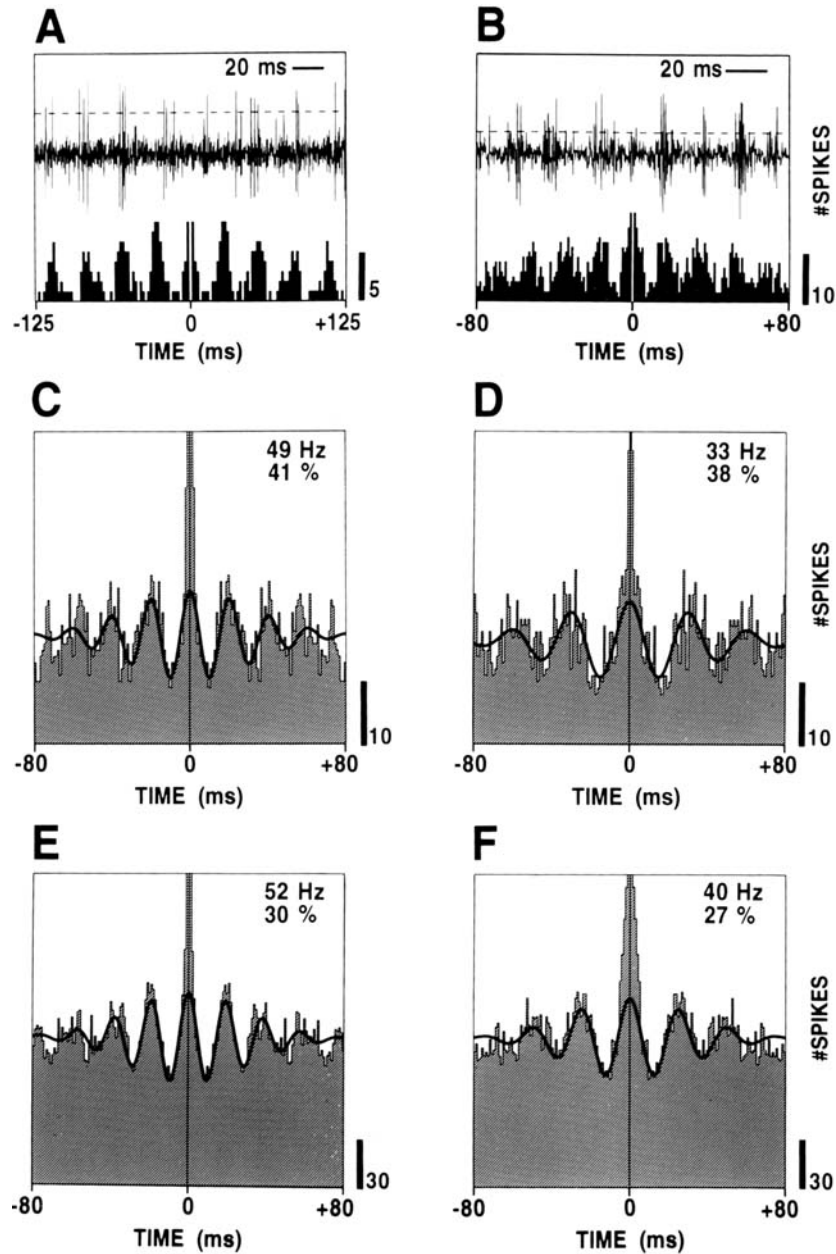 A
B
20 ms
20 ms
#SPIKES
5
10
-125 0 +125
-80 0 +80
TIME (ms)
TIME (ms)
C
D
49 Hz
41 %
33 Hz
38 %
#SPIKES
10
10
-80 0 +80
-80 0 +80
TIME (ms)
TIME (ms)
E
F
52 Hz
30 %
40 Hz
27 %
#SPIKES
30
30
-80 0 +80
-80 0 +80
TIME (ms)
TIME (ms)